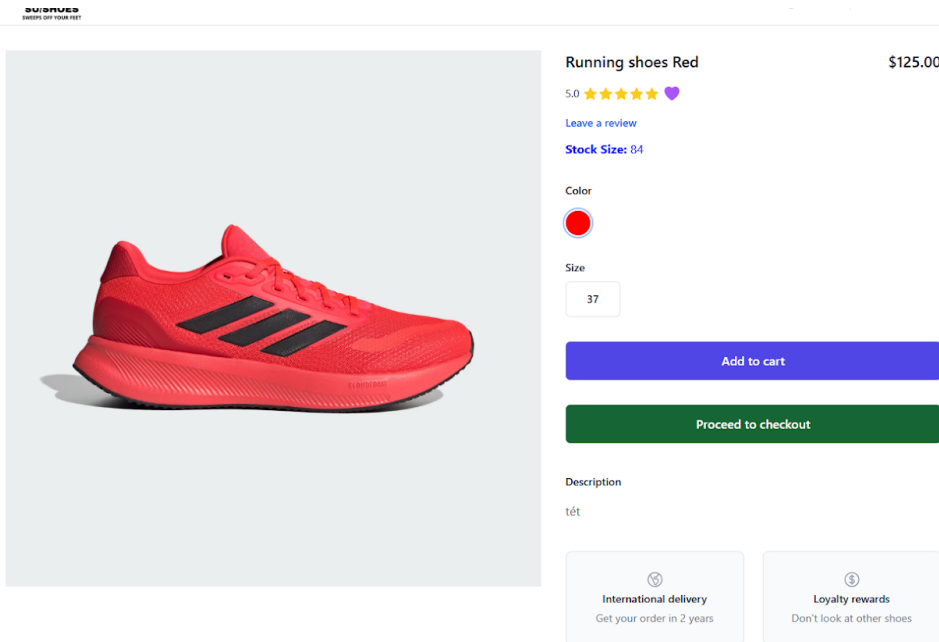 SU/SHOES
SWEEPS OFF YOUR FEET
Running shoes Red
$125.00
5.0
Leave a review
Stock Size: 84
Color
Size
37
Add to cart
Proceed to checkout
Description
tét
International delivery
Get your order in 2 years
Loyalty rewards
Don't look at other shoes
CLOUDFOAM